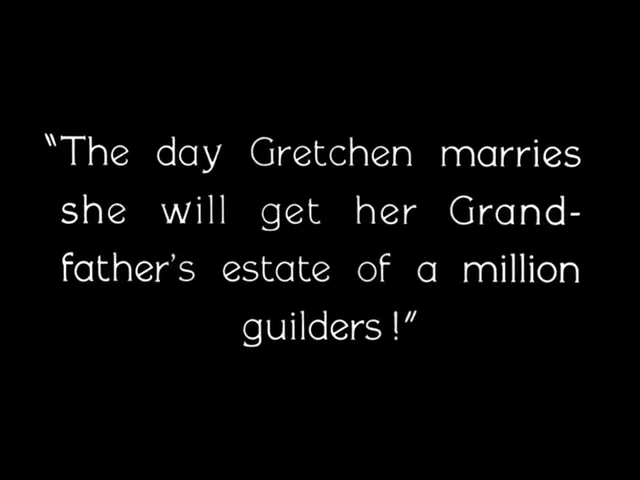 "The day Gretchen marries
she will get her Grand-
father's estate of a million
guilders!"